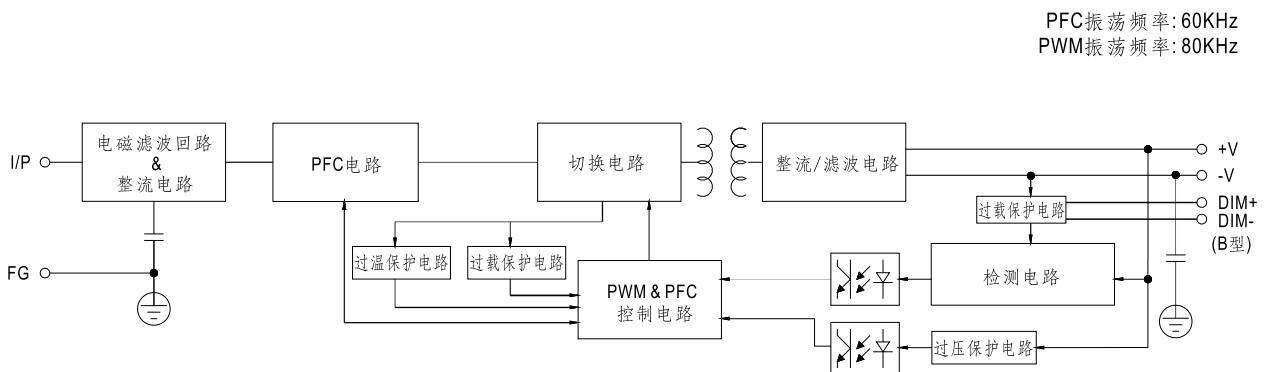 PFC振荡频率: 60KHz
PWM振荡频率: 80KHz
I/P
电磁滤波回路
&
整流电路
PFC电路
切换电路
整流/滤波电路
+V
-V
DIM+
DIM-
(B型)
过载保护电路
FG
过温保护电路
过载保护电路
PWM & PFC
控制电路
检测电路
过压保护电路